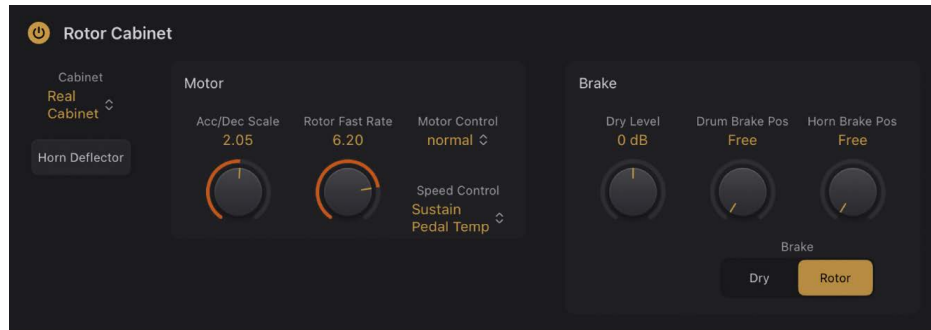 Rotor Cabinet
Cabinet
Real
Cabinet
Horn Deflector
Motor
Acc/Dec Scale
2.05
Rotor Fast Rate
6.20
Motor Control
normal
Speed Control
Sustain
Pedal Temp
Brake
Dry Level
0 dB
Drum Brake Pos
Free
Horn Brake Pos
Free
Brake
Dry
Rotor